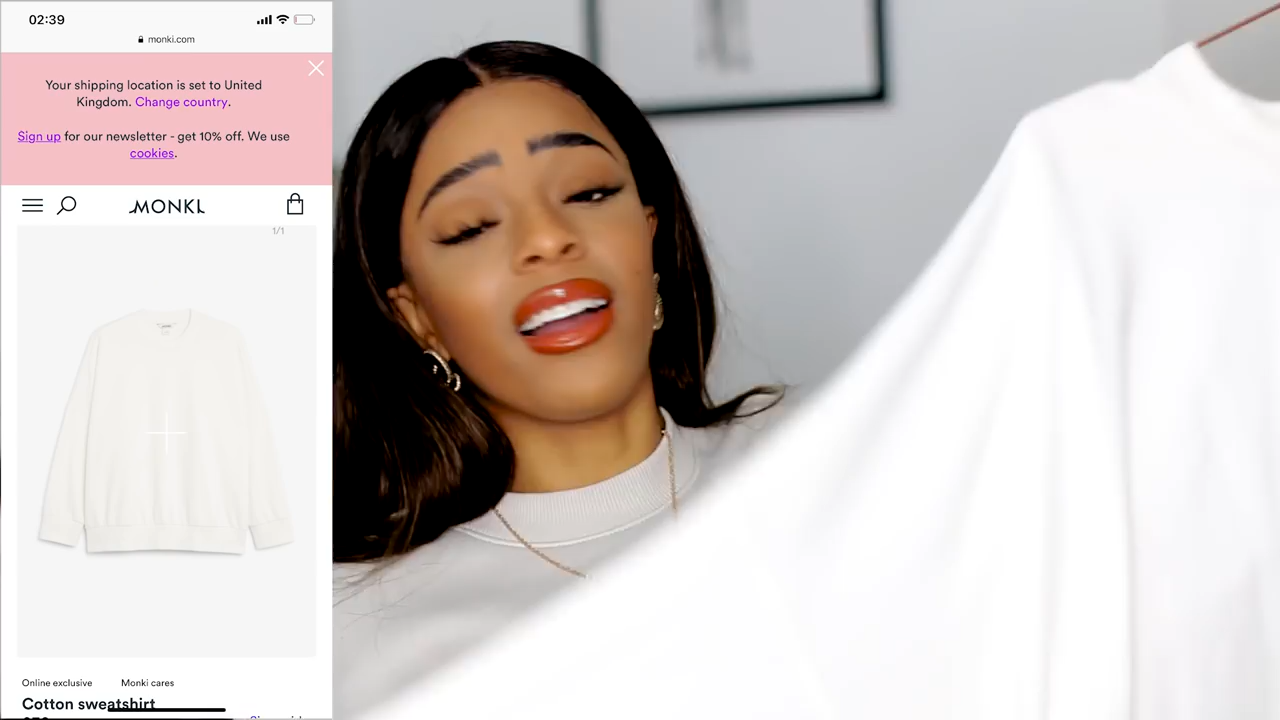 02:39
monki.com
Your shipping location is set to United
Kingdom. Change country.
Sign up for our newsletter - get 10% off. We use
cookies.
MONKI
1/1
Online exclusive Monki cares
Cotton sweatshirt